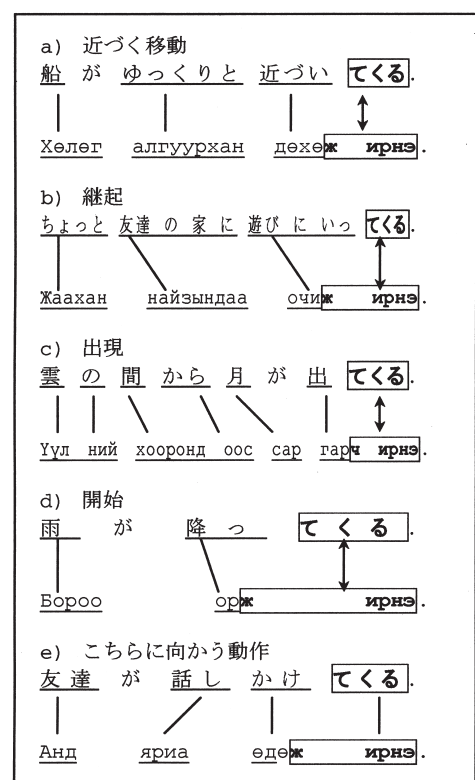 a) 近づく移動
船 が ゆっくりと 近づい てくる.
Хөлөг алгуурхан дөхөж ирнэ.
b) 継起
ちょっと 友達 の 家 に 遊び に いっ てくる.
Жаахан найзындаа очиж ирнэ.
c) 出現
雲 の 間 から 月 が 出 てくる.
Үүл ний хооронд оос сар гарч ирнэ.
d) 開始
雨 が 降っ てくる.
Бороо орж ирнэ.
e) こちらに向かう動作
友達 が 話し かけ てくる.
Анд яриа өдөж ирнэ.